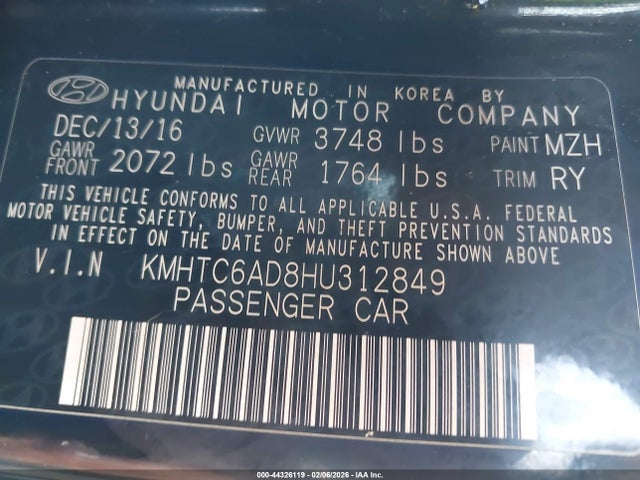 MANUFACTURED IN KOREA BY
HYUNDAI MOTOR COMPANY
DEC/13/16 GVWR 3748 lbs PAINT MZH
GAWR FRONT 2072 lbs GAWR REAR 1764 lbs TRIM RY
THIS VEHICLE CONFORMS TO ALL APPLICABLE U.S.A. FEDERAL
MOTOR VEHICLE SAFETY, BUMPER, AND THEFT PREVENTION STANDARDS
IN EFFECT ON THE DATE OF MANUFACTURE SHOWN ABOVE
V.I.N KMHTC6AD8HU312849
PASSENGER CAR
000-44326119 - 02/06/2026 - IAA Inc.